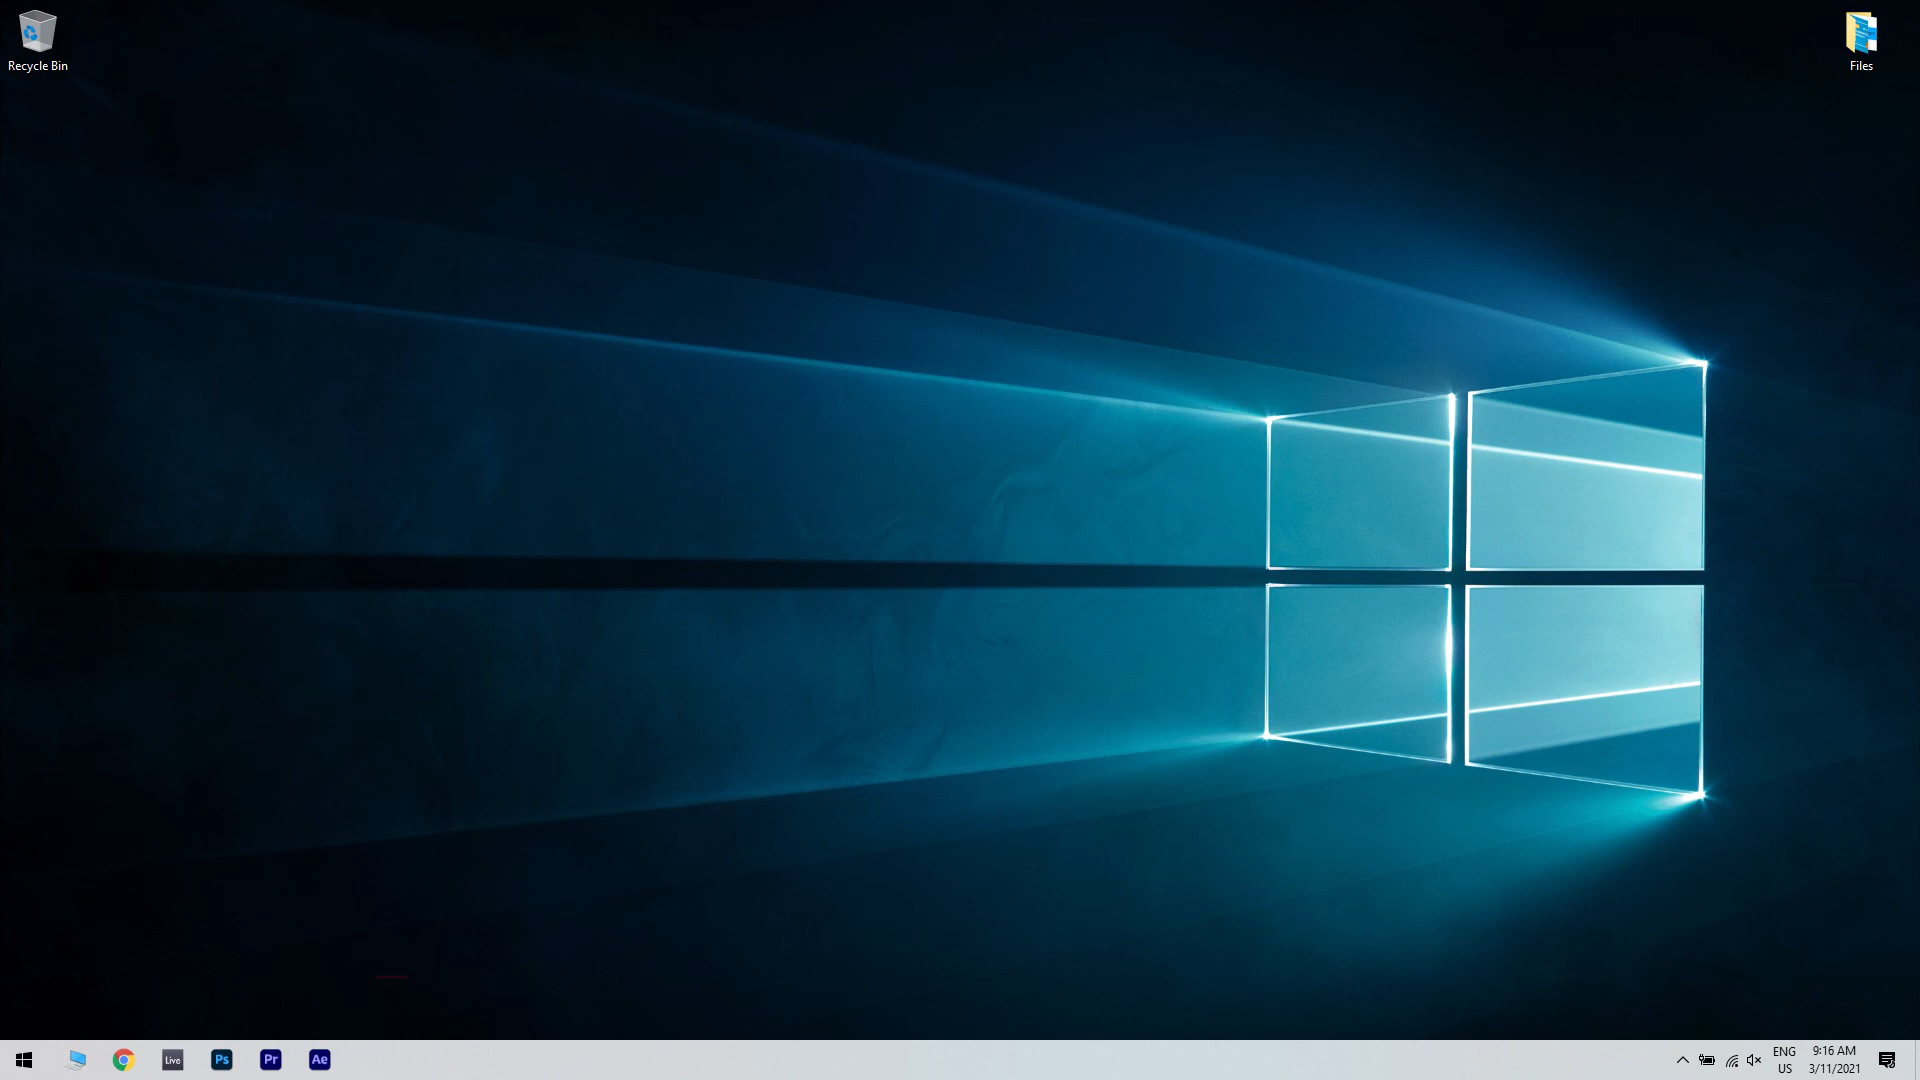 Recycle Bin
Files
Live
Ps
Pr
Ae
ENG
US
9:16 AM
3/11/2021